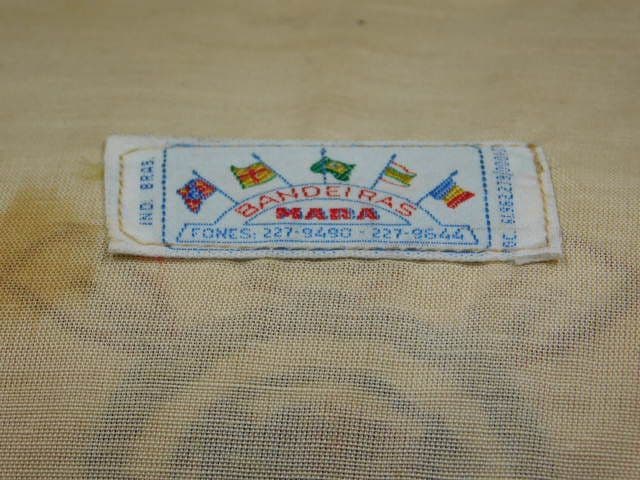 IND. BRAS.
BANDEIRAS
MARA
FONES: 227-9490 - 227-9644